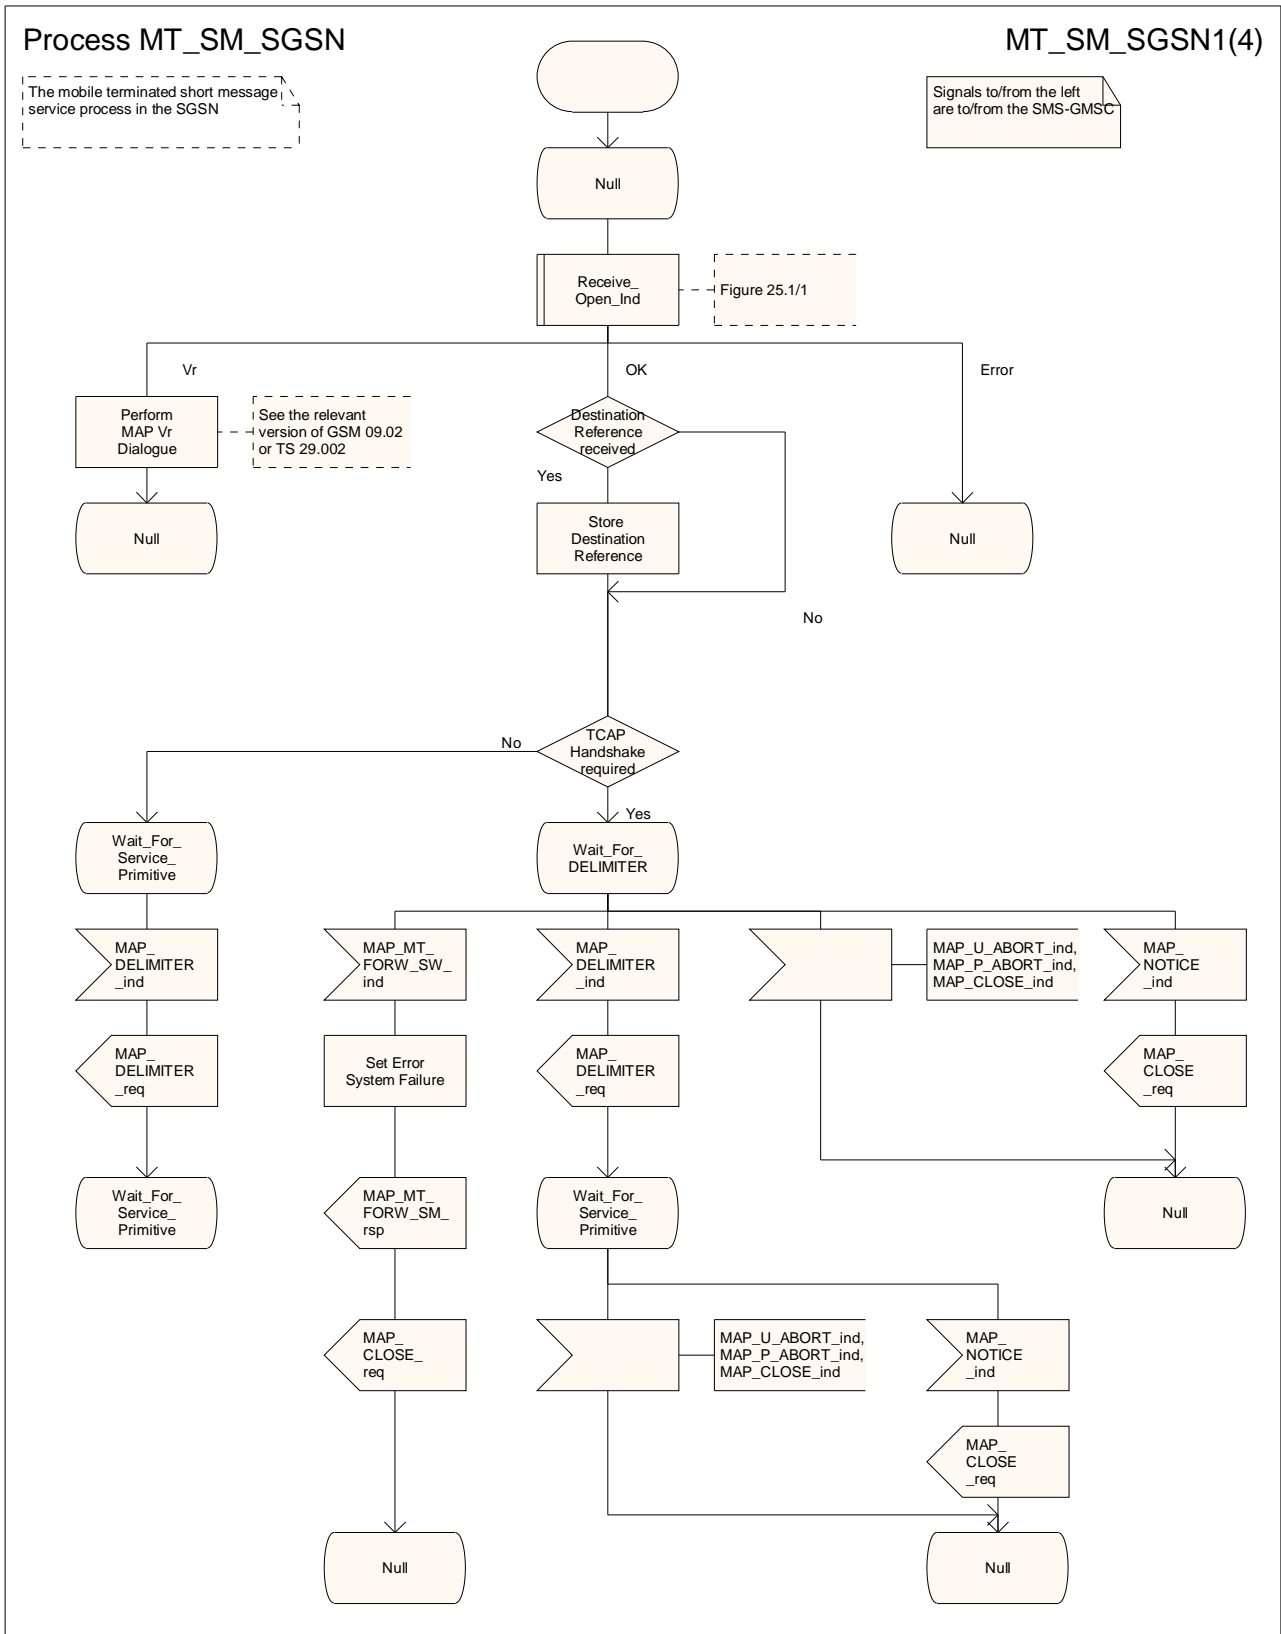 Process MT_SM_SGSN
MT_SM_SGSN1(4)
The mobile terminated short message
service process in the SGSN
Signals to/from the left
are to/from the SMS-GMSC
Null
Receive_
Open_Ind
Figure 25.1/1
Vr
OK
Error
Perform
MAP Vr
Dialogue
See the relevant
version of GSM 09.02
or TS 29.002
Destination
Reference
received
Yes
Null
Store
Destination
Reference
Null
No
TCAP
Handshake
required
No
Yes
Wait_For_
Service_
Primitive
Wait_For_
DELIMITER
MAP_
DELIMITER
_ind
MAP_MT_
FORW_SW_
ind
MAP_
DELIMITER
_ind
MAP_U_ABORT_ind,
MAP_P_ABORT_ind,
MAP_CLOSE_ind
MAP_
NOTICE
_ind
MAP_
DELIMITER
_req
Set Error
System Failure
MAP_
DELIMITER
_req
MAP_
CLOSE
_req
Wait_For_
Service_
Primitive
MAP_MT_
FORW_SM_
rsp
Wait_For_
Service_
Primitive
Null
MAP_
CLOSE_
req
MAP_U_ABORT_ind,
MAP_P_ABORT_ind,
MAP_CLOSE_ind
MAP_
NOTICE
_ind
MAP_
CLOSE
_req
Null
Null